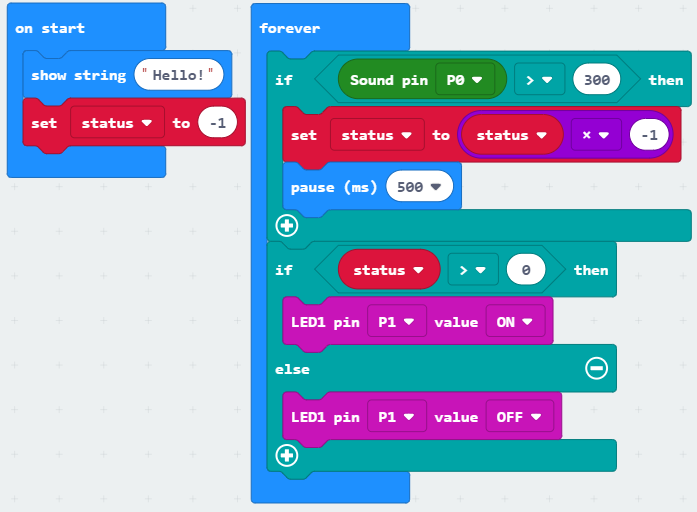 on start
show string "Hello!"
set status to -1
forever
if Sound pin P0 > 300 then
set status to status × -1
pause (ms) 500
if status > 0 then
LED1 pin P1 value ON
else
LED1 pin P1 value OFF